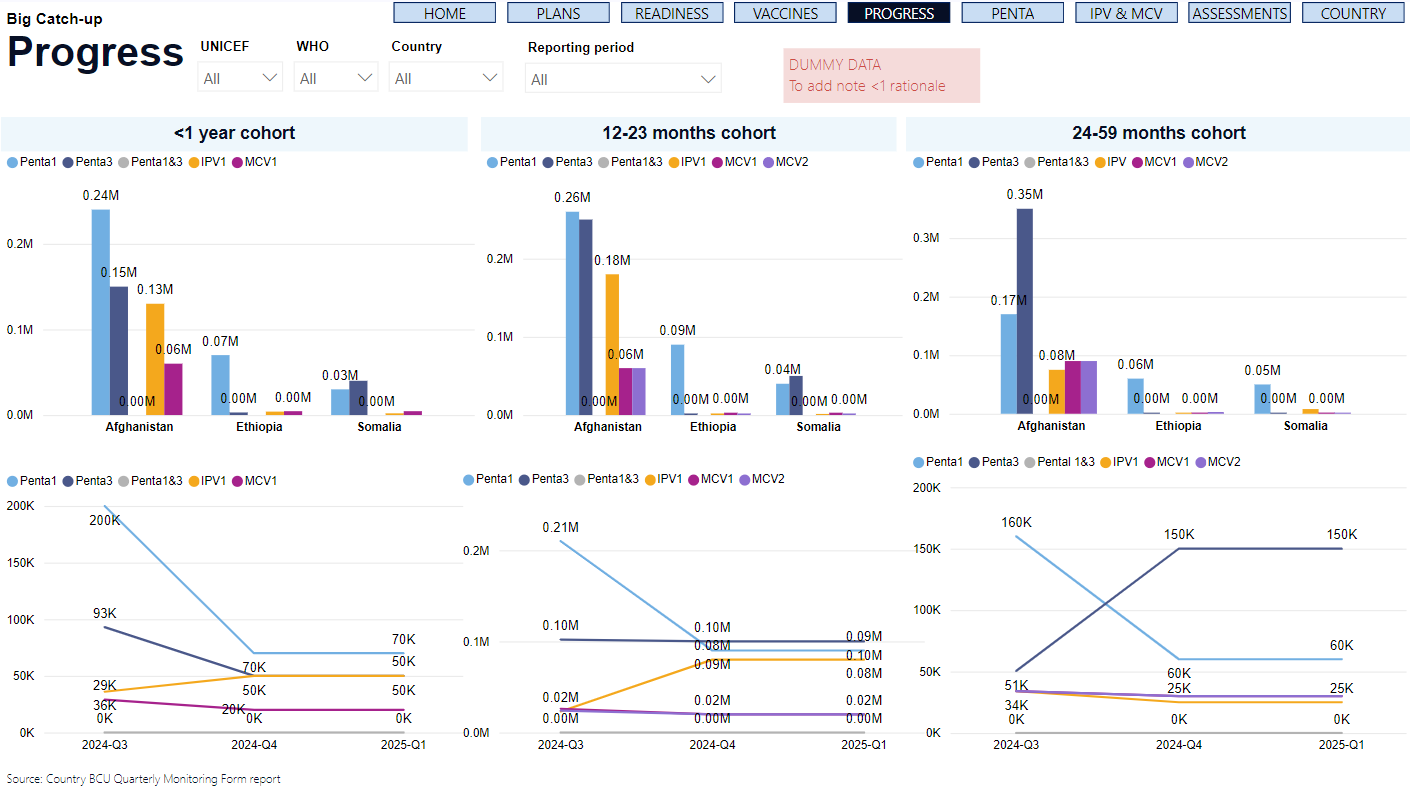 Big Catch-up
Progress
HOME PLANS READINESS VACCINES PROGRESS PENTA IPV & MCV ASSESSMENTS COUNTRY
UNICEF WHO Country Reporting period
All All All All
DUMMY DATA
To add note <1 rationale
<1 year cohort
Penta1 Penta3 Penta1&3 IPV1 MCV1
0.24M
0.2M
0.15M
0.13M
0.1M
0.07M
0.06M
0.03M
0.00M 0.00M 0.00M 0.00M
0.0M
Afghanistan Ethiopia Somalia
12-23 months cohort
Penta1 Penta3 Penta1&3 IPV1 MCV1 MCV2
0.26M
0.2M
0.18M
0.1M
0.09M
0.06M
0.04M
0.00M 0.00M 0.00M 0.00M 0.00M
0.0M
Afghanistan Ethiopia Somalia
24-59 months cohort
Penta1 Penta3 Penta1&3 IPV MCV1 MCV2
0.35M
0.3M
0.2M
0.17M
0.1M
0.08M
0.06M
0.05M
0.00M 0.00M 0.00M 0.00M 0.00M
0.0M
Afghanistan Ethiopia Somalia
Penta1 Penta3 Penta1&3 IPV1 MCV1
200K
200K
150K
100K
93K
70K
70K
50K
50K
29K
50K
50K
36K
20K
0K 0K 0K
0K
2024-Q3 2024-Q4 2025-Q1
Penta1 Penta3 Penta1&3 IPV1 MCV1 MCV2
0.21M
0.2M
0.1M
0.10M 0.10M 0.09M
0.08M 0.10M
0.09M 0.08M
0.02M 0.02M 0.02M
0.00M 0.00M 0.00M
0.0M
2024-Q3 2024-Q4 2025-Q1
Penta1 Penta3 Pental 1&3 IPV1 MCV1 MCV2
200K
160K
150K 150K
150K
100K
60K
60K
50K
51K 25K 25K
34K
0K 0K 0K
0K
2024-Q3 2024-Q4 2025-Q1
Source: Country BCU Quarterly Monitoring Form report